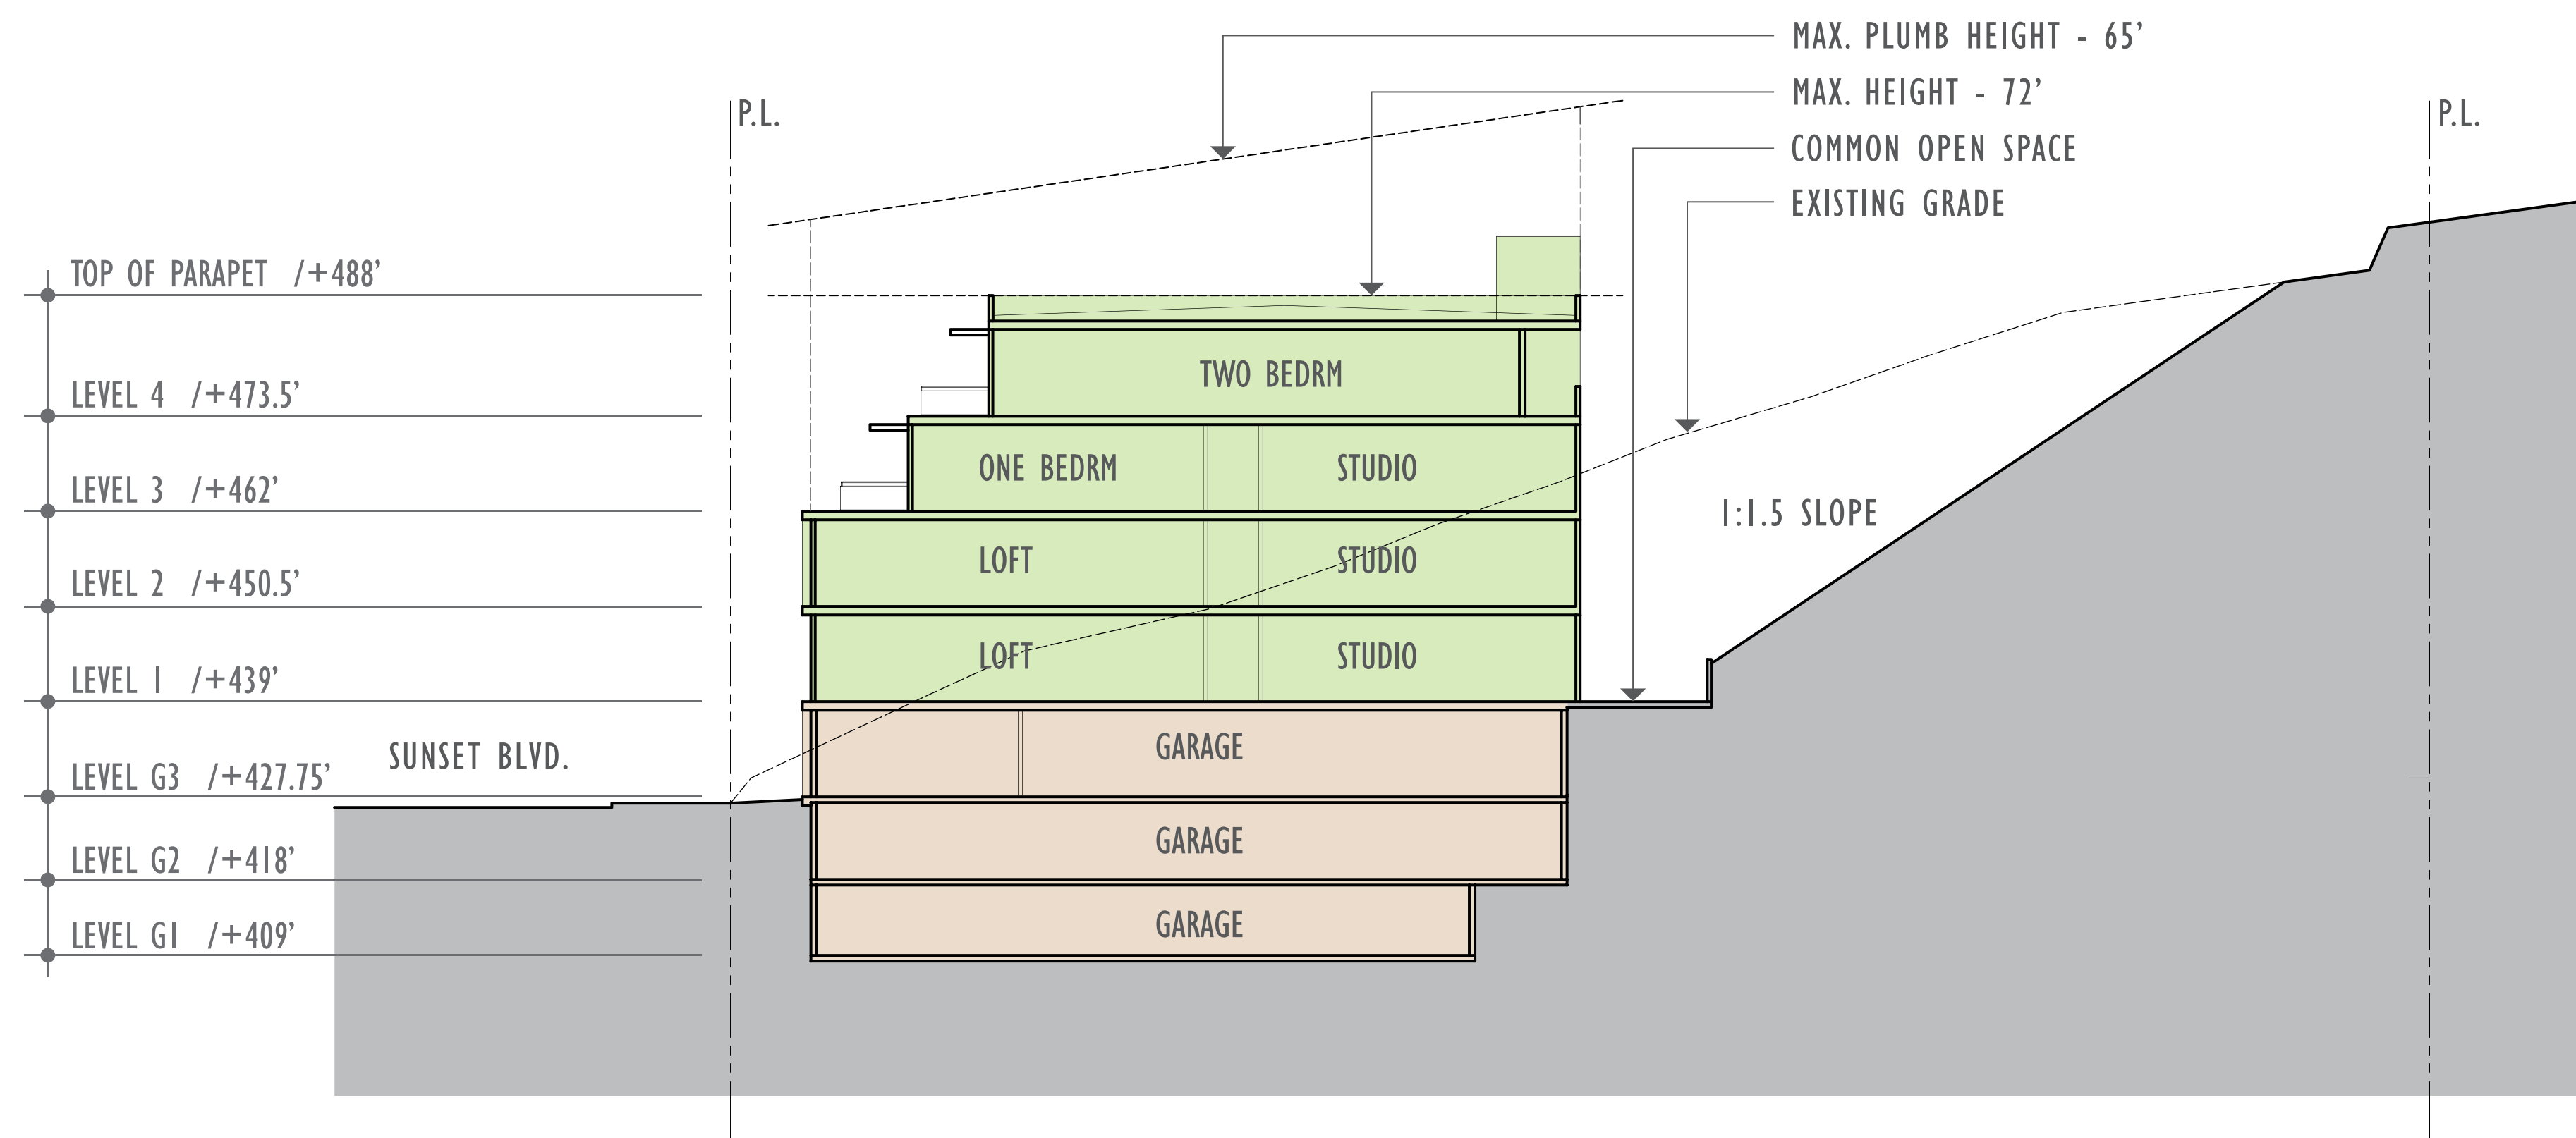 MAX. PLUMB HEIGHT - 65’
MAX. HEIGHT - 72’
P.L.
P.L.
COMMON OPEN SPACE
EXISTING GRADE
TOP OF PARAPET /+488’
TWO BEDRM
LEVEL 4 /+473.5’
ONE BEDRM
STUDIO
LEVEL 3 /+462’
1:1.5 SLOPE
LOFT
STUDIO
LEVEL 2 /+450.5’
LOFT
STUDIO
LEVEL 1 /+439’
GARAGE
SUNSET BLVD.
LEVEL G3 /+427.75’
GARAGE
LEVEL G2 /+418’
GARAGE
LEVEL G1 /+409’